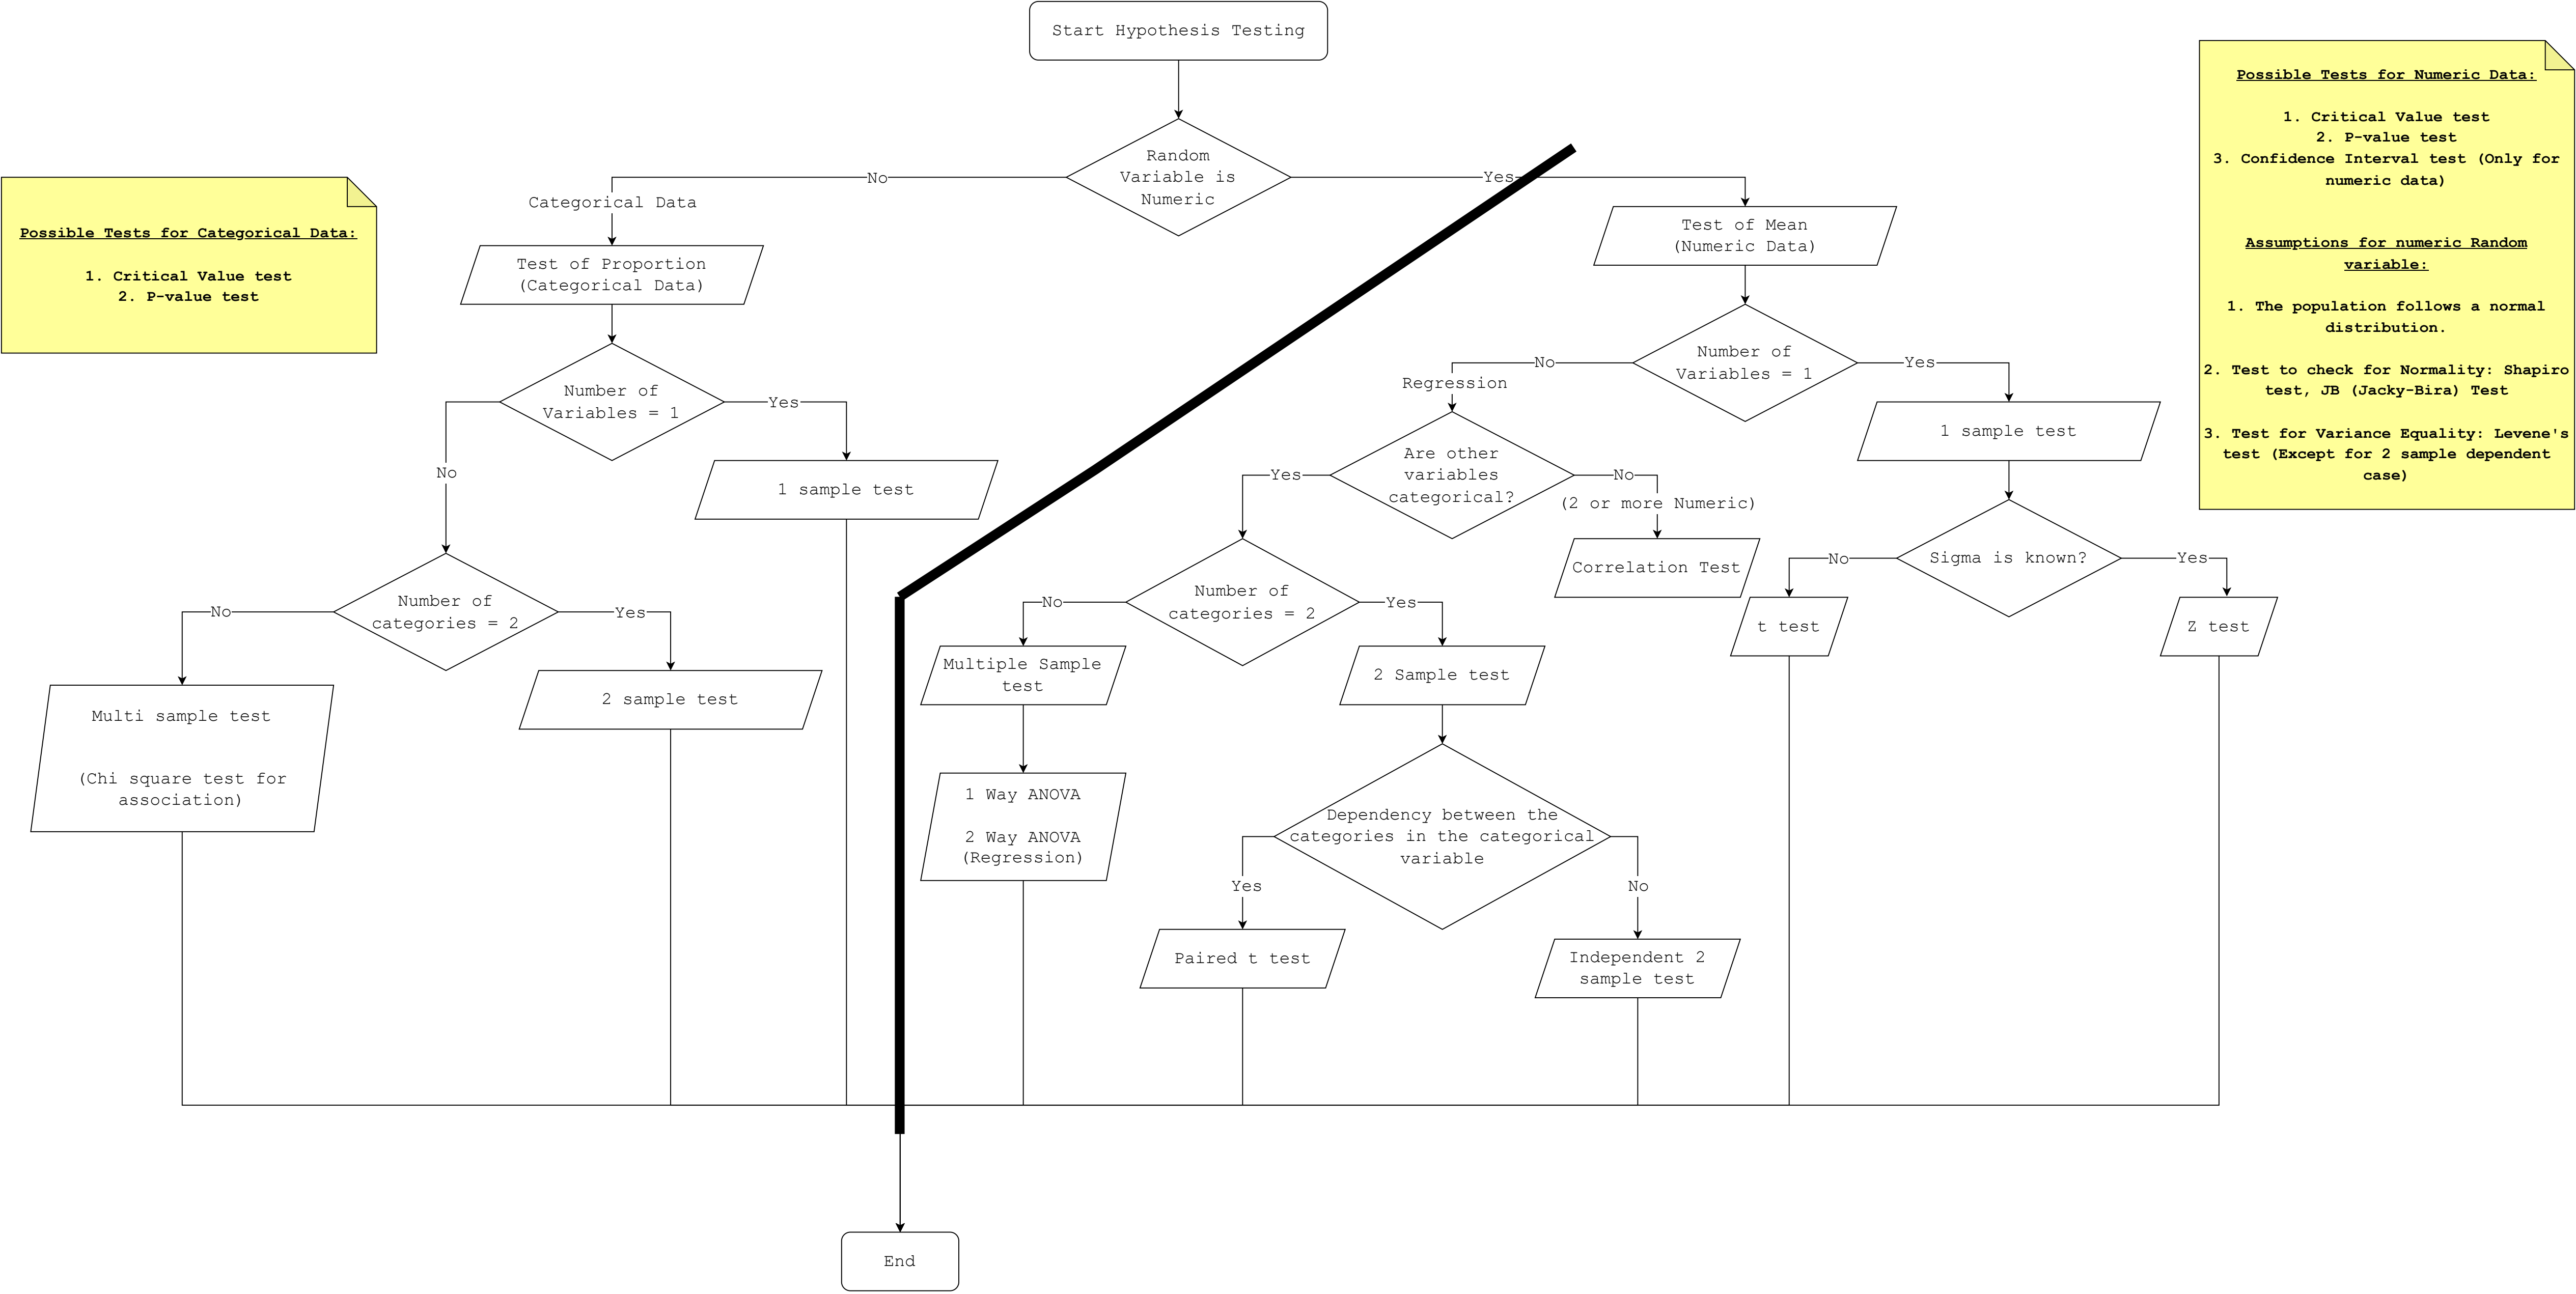 Start Hypothesis Testing
Random
Variable is
Numeric
No
Yes
Categorical Data
Possible Tests for Categorical Data:
1. Critical Value test
2. P-value test
Test of Proportion
(Categorical Data)
Number of
Variables = 1
Yes
No
1 sample test
Number of
categories = 2
No
Yes
Multi sample test
(Chi square test for
association)
2 sample test
Test of Mean
(Numeric Data)
Number of
Variables = 1
No
Yes
Regression
Are other
variables
categorical?
Yes
No
(2 or more Numeric)
Correlation Test
Number of
categories = 2
No
Yes
Multiple Sample
test
1 Way ANOVA
2 Way ANOVA
(Regression)
2 Sample test
Dependency between the
categories in the categorical
variable
Yes
No
Paired t test
Independent 2
sample test
1 sample test
Sigma is known?
No
Yes
t test
Z test
Possible Tests for Numeric Data:
1. Critical Value test
2. P-value test
3. Confidence Interval test (Only for
numeric data)
Assumptions for numeric Random
variable:
1. The population follows a normal
distribution.
2. Test to check for Normality: Shapiro
test, JB (Jacky-Bira) Test
3. Test for Variance Equality: Levene's
test (Except for 2 sample dependent
case)
End